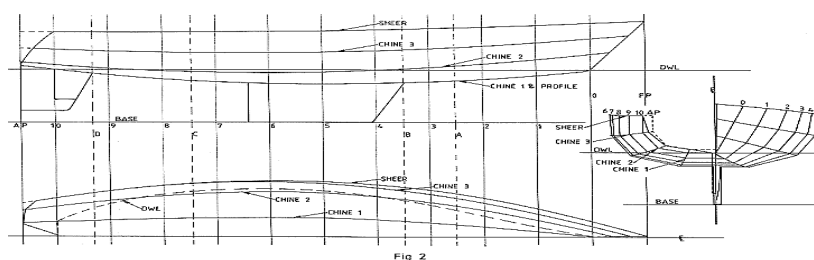 SHEER
CHINE 3
CHINE 2
DWL
CHINE 1 & PROFILE
BASE
AP 10 9 8 7 6 5 4 3 2 1 0 FP
D C B A
SHEER
CHINE 3
DWL
CHINE 2
CHINE 1
6 7 8 9 10 AP
0 1 2 3 4
SHEER
CHINE 3
DWL
CHINE 2
CHINE 1
BASE
Fig 2